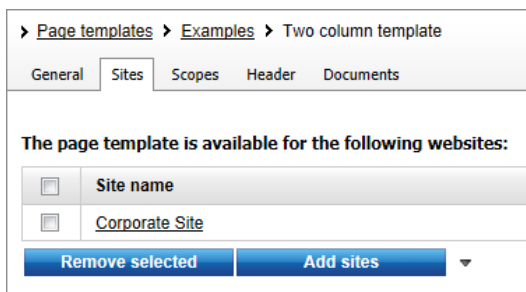 Page templates > Examples > Two column template
General Sites Scopes Header Documents
The page template is available for the following websites:
Site name
Corporate Site
Remove selected Add sites